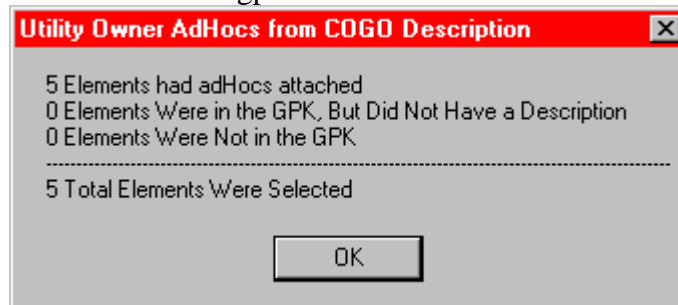 Utility Owner AdHocs from COGO Description
5 Elements had adHocs attached
0 Elements Were in the GPK, But Did Not Have a Description
0 Elements Were Not in the GPK
5 Total Elements Were Selected
OK